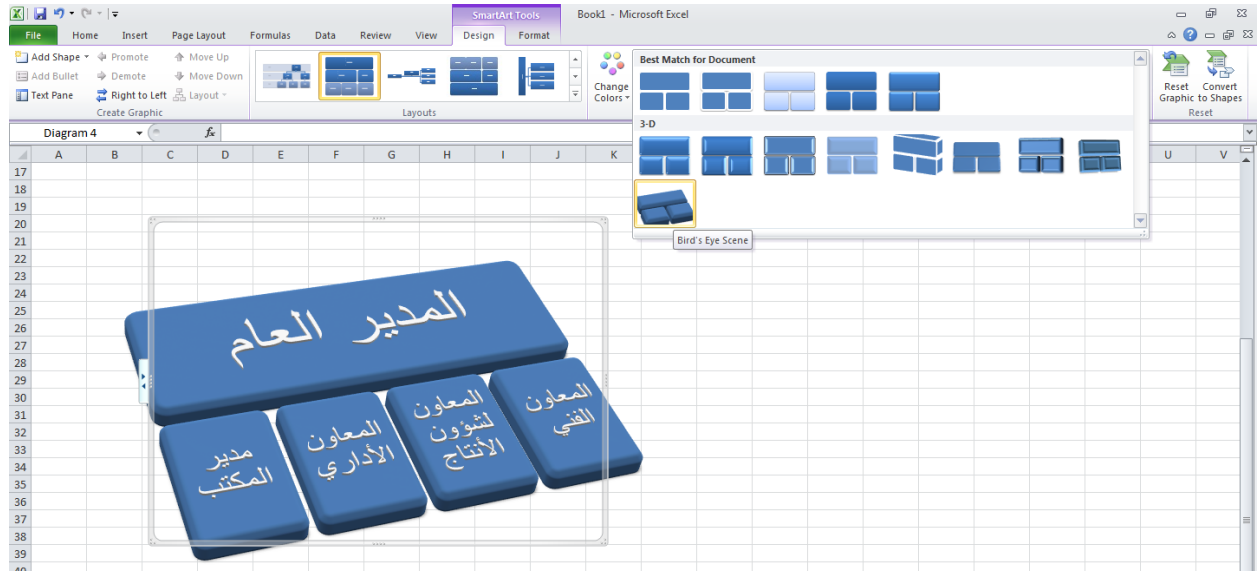 SmartArt Tools
Book1 - Microsoft Excel
File Home Insert Page Layout Formulas Data Review View Design Format
Add Shape Promote Move Up
Add Bullet Demote Move Down
Text Pane Right to Left Layout
Create Graphic
Layouts
Change Colors
Best Match for Document
3-D
Bird's Eye Scene
Reset Graphic
Convert to Shapes
Reset
Diagram 4
fx
A B C D E F G H I J K U V
17
18
19
20
21
22
23
24
25
26
27
28
29
30
31
32
33
34
35
36
37
38
39
40
المدير العام
المعاون
الفني
المعاون
لشؤون
الأنتاج
المعاون
الأداري
مدير
المكتب